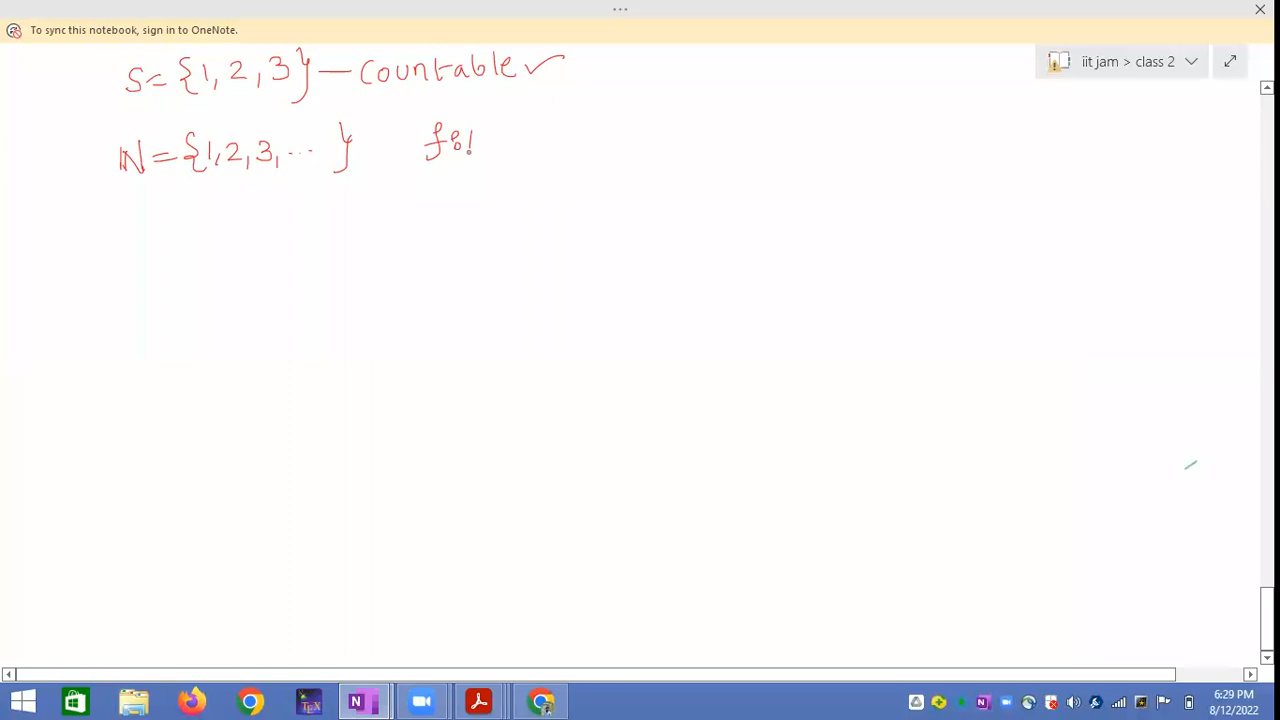 To sync this notebook, sign in to OneNote.
iit jam > class 2
S={1, 2, 3} — Countable ✓
N={1, 2, 3, ... } f:
6:29 PM
8/12/2022